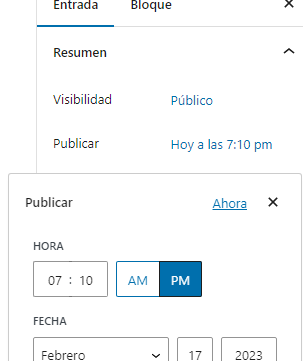 Entrada Bloque
Resumen
Visibilidad Público
Publicar Hoy a las 7:10 pm
Publicar Ahora
HORA
07 : 10 AM PM
FECHA
Febrero 17 2023